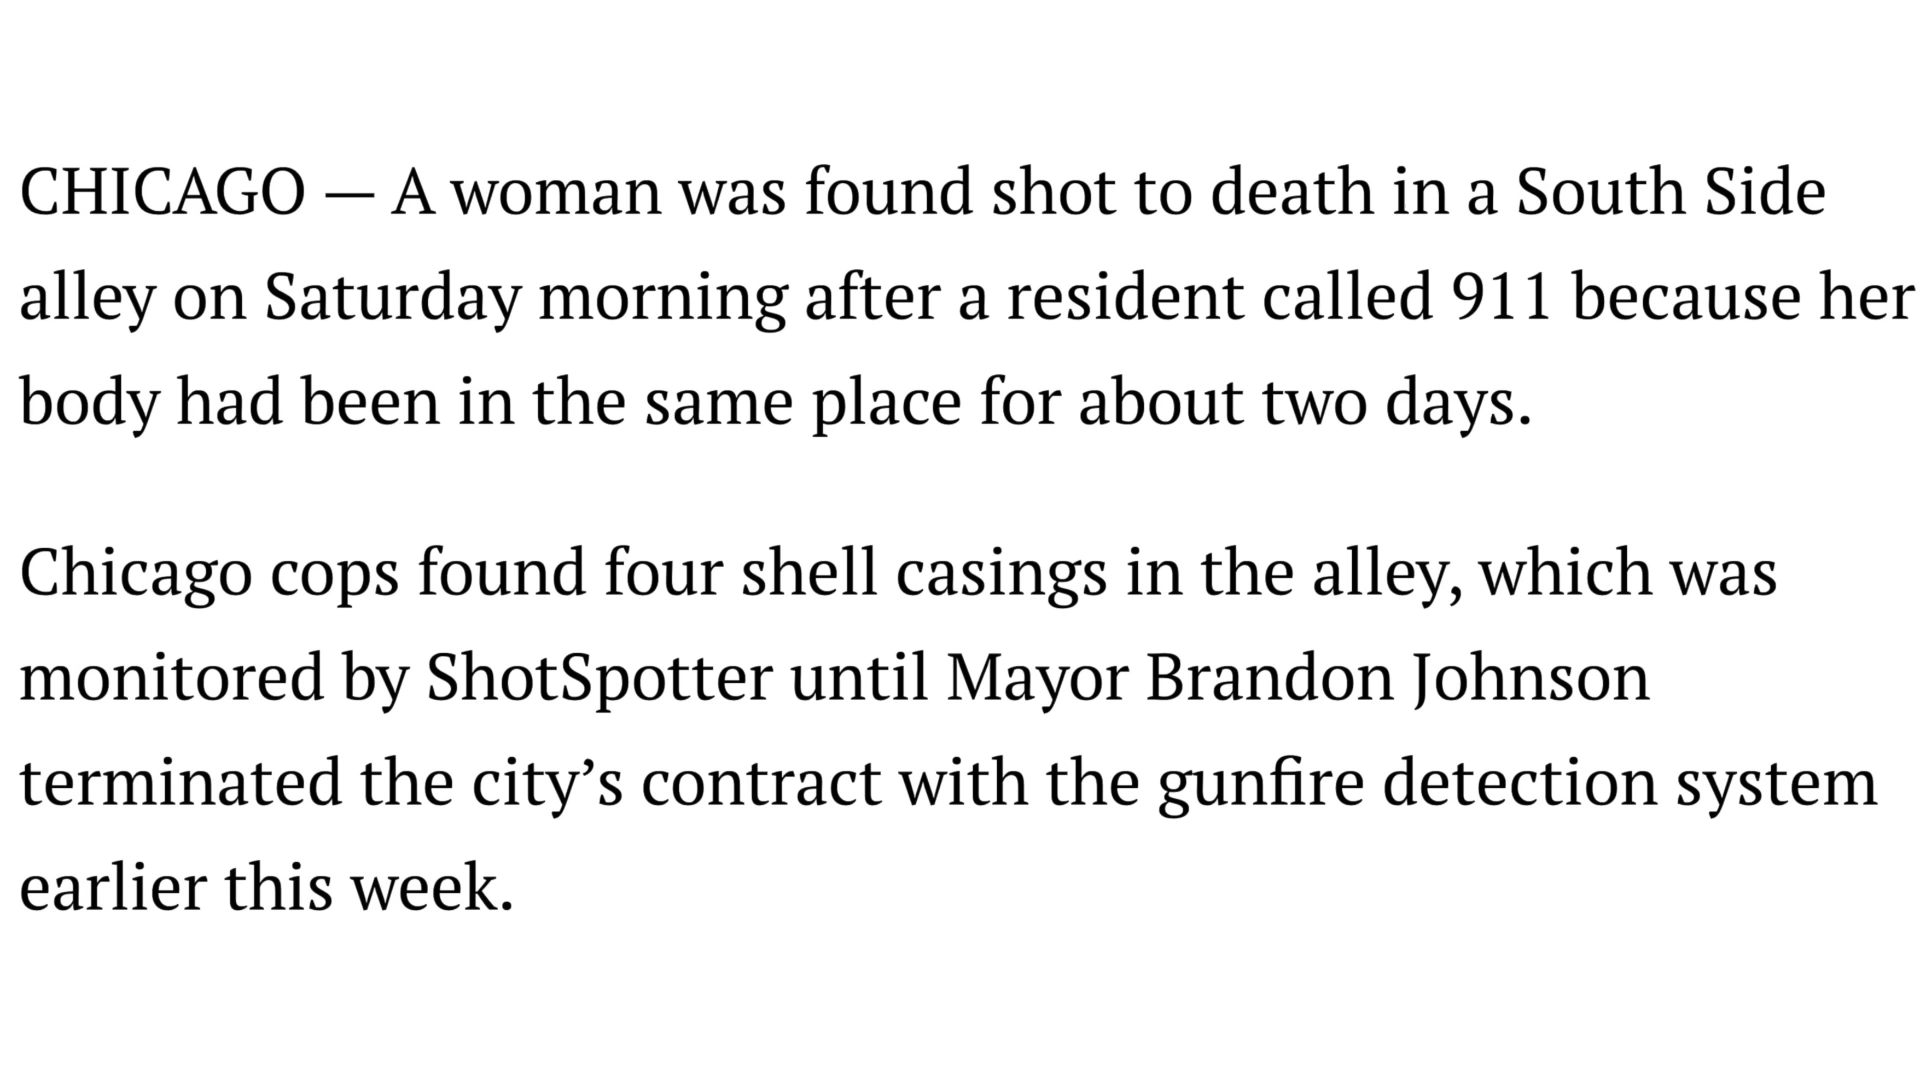 CHICAGO — A woman was found shot to death in a South Side
alley on Saturday morning after a resident called 911 because her
body had been in the same place for about two days.
Chicago cops found four shell casings in the alley, which was
monitored by ShotSpotter until Mayor Brandon Johnson
terminated the city’s contract with the gunfire detection system
earlier this week.